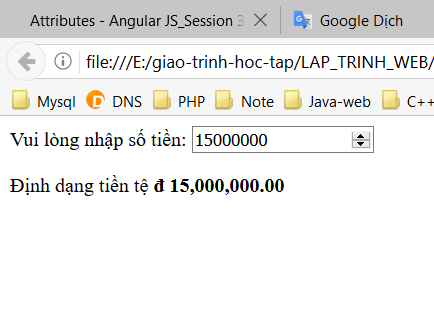 Attributes - Angular JS_Session 3
Google Dịch
file:///E:/giao-trinh-hoc-tap/LAP_TRINH_WEB/
Mysql DNS PHP Note Java-web C++
Vui lòng nhập số tiền: 15000000
Định dạng tiền tệ đ 15,000,000.00